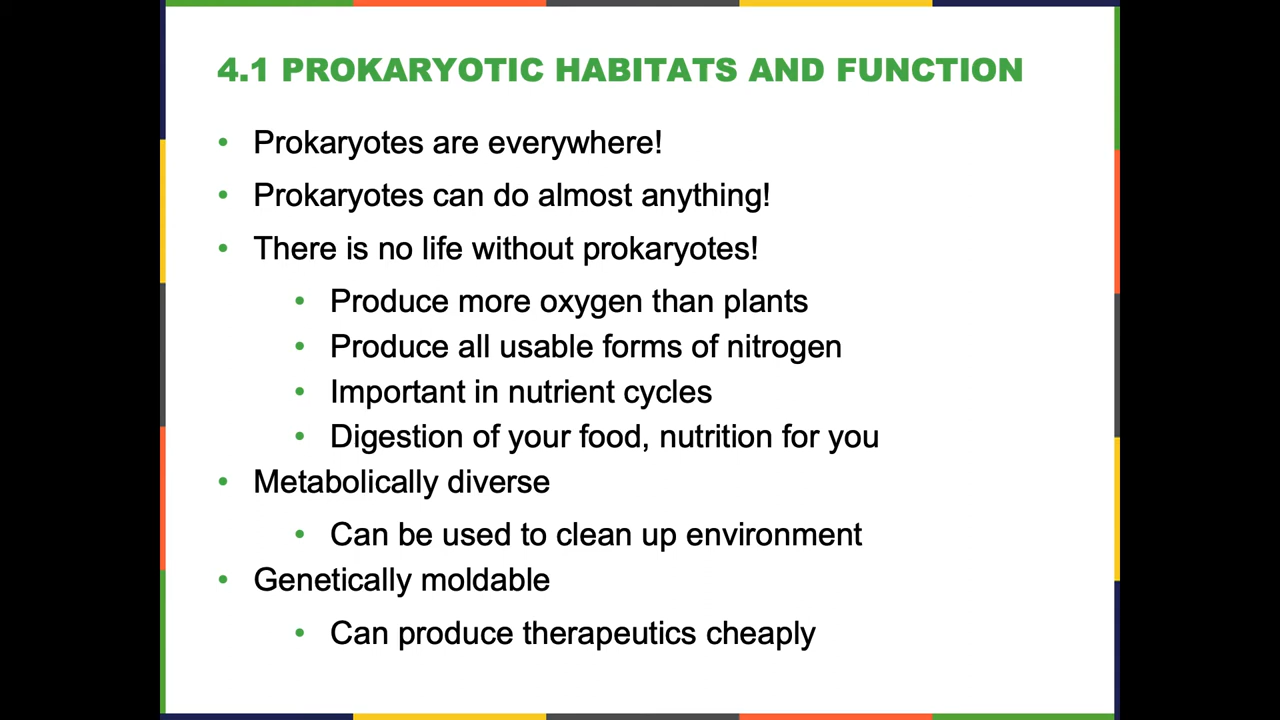 4.1 PROKARYOTIC HABITATS AND FUNCTION
• Prokaryotes are everywhere!
• Prokaryotes can do almost anything!
• There is no life without prokaryotes!
• Produce more oxygen than plants
• Produce all usable forms of nitrogen
• Important in nutrient cycles
• Digestion of your food, nutrition for you
• Metabolically diverse
• Can be used to clean up environment
• Genetically moldable
• Can produce therapeutics cheaply